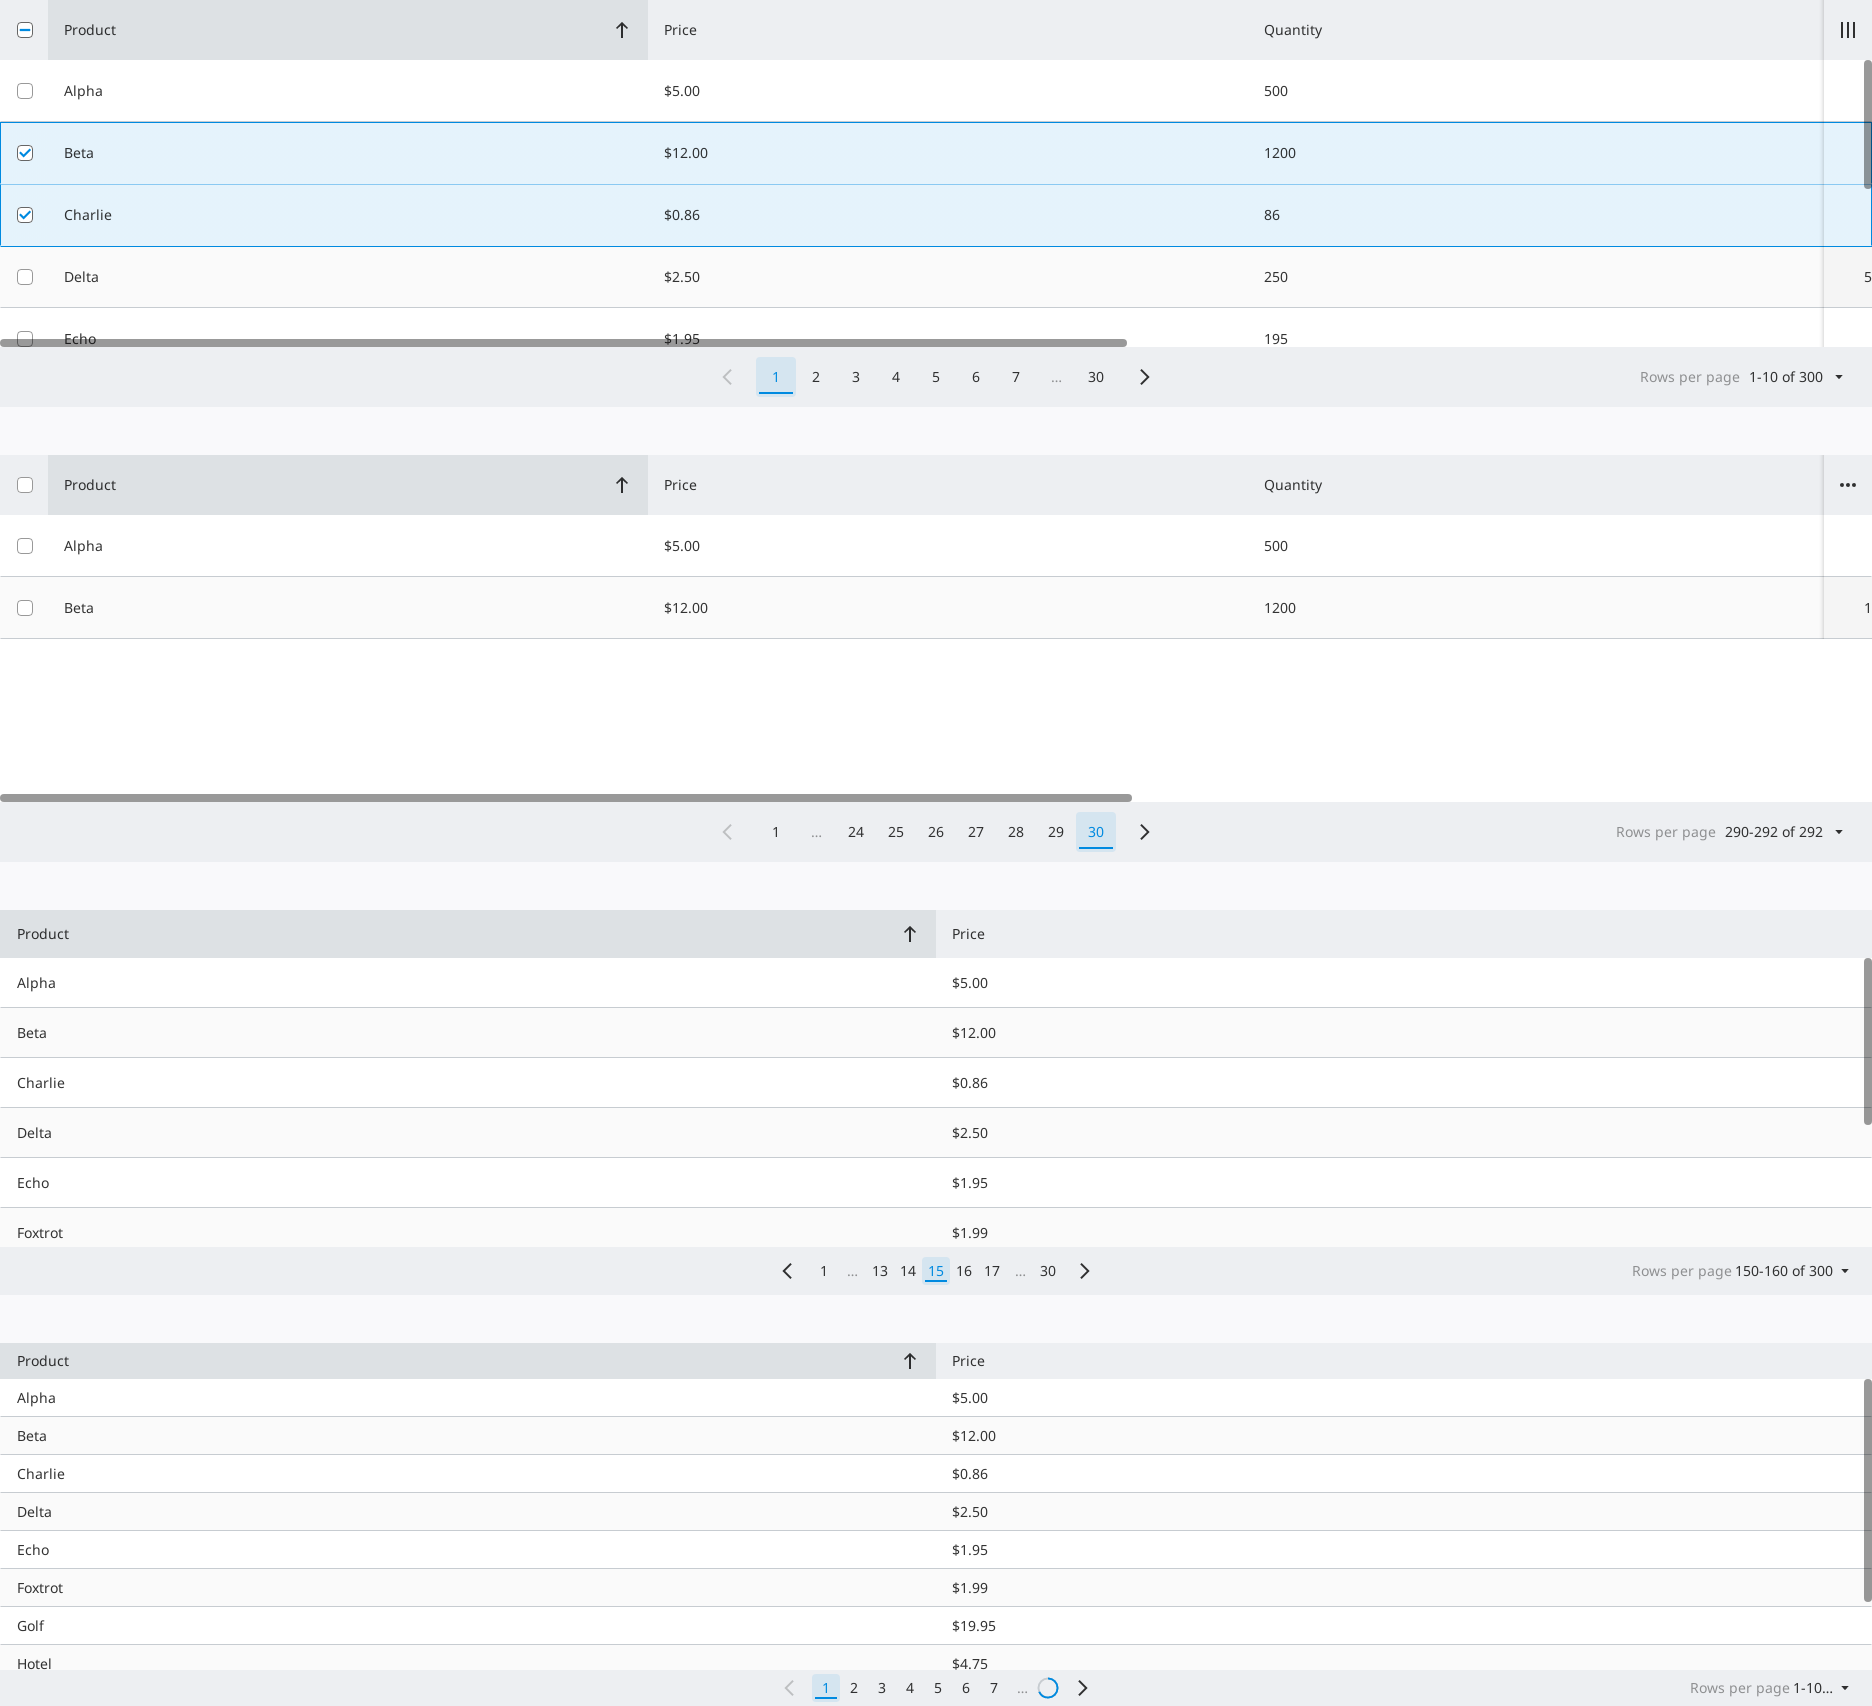 Product Price Quantity
Alpha $5.00 500
Beta $12.00 1200
Charlie $0.86 86
Delta $2.50 250 5
Echo $1.95 195
1 2 3 4 5 6 7 ... 30 Rows per page 1-10 of 300
Product Price Quantity
Alpha $5.00 500
Beta $12.00 1200 1
1 ... 24 25 26 27 28 29 30 Rows per page 290-292 of 292
Product Price
Alpha $5.00
Beta $12.00
Charlie $0.86
Delta $2.50
Echo $1.95
Foxtrot $1.99
1 ... 13 14 15 16 17 ... 30 Rows per page 150-160 of 300
Product Price
Alpha $5.00
Beta $12.00
Charlie $0.86
Delta $2.50
Echo $1.95
Foxtrot $1.99
Golf $19.95
Hotel $4.75
1 2 3 4 5 6 7 ... Rows per page 1-10...